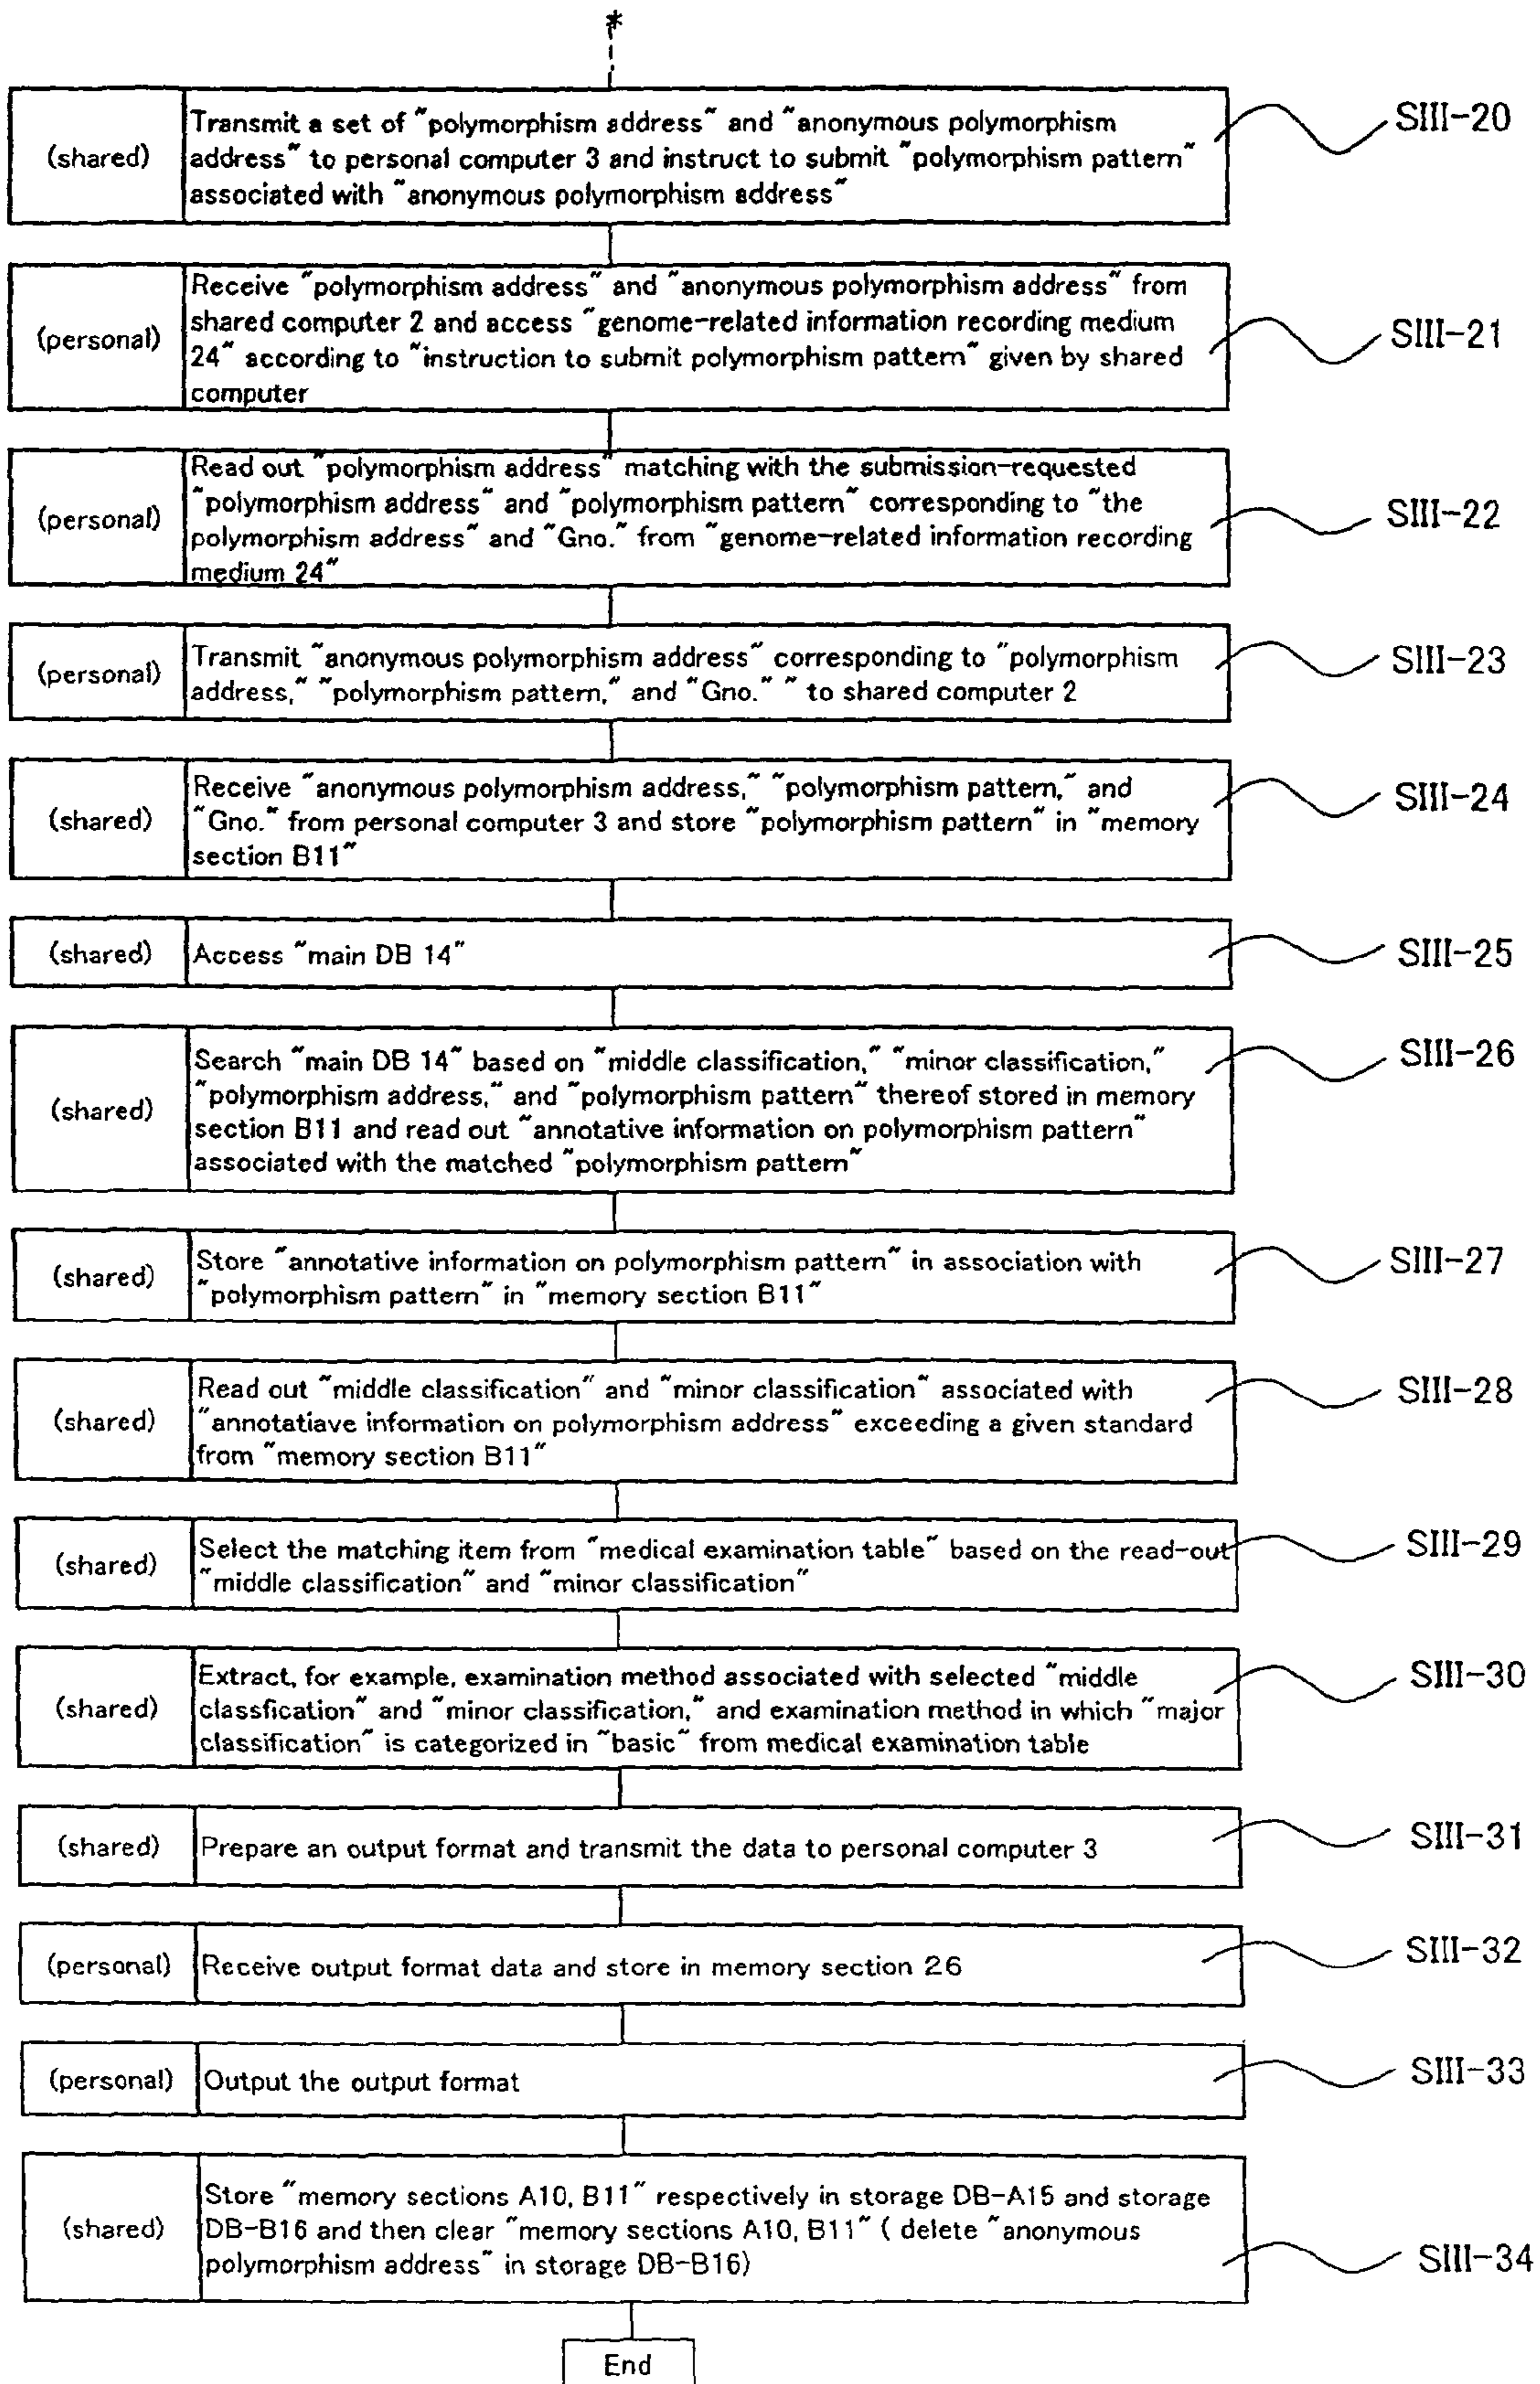 *
(shared)
Transmit a set of "polymorphism address" and "anonymous polymorphism
address" to personal computer 3 and instruct to submit "polymorphism pattern"
associated with "anonymous polymorphism address"
SIII-20
(personal)
Receive "polymorphism address" and "anonymous polymorphism address" from
shared computer 2 and access "genome-related information recording medium
24" according to "instruction to submit polymorphism pattern" given by shared
computer
SIII-21
(personal)
Read out "polymorphism address" matching with the submission-requested
"polymorphism address" and "polymorphism pattern" corresponding to "the
polymorphism address" and "Gno." from "genome-related information recording
medium 24"
SIII-22
(personal)
Transmit "anonymous polymorphism address" corresponding to "polymorphism
address," "polymorphism pattern," and "Gno." " to shared computer 2
SIII-23
(shared)
Receive "anonymous polymorphism address," "polymorphism pattern," and
"Gno." from personal computer 3 and store "polymorphism pattern" in "memory
section B11"
SIII-24
(shared)
Access "main DB 14"
SIII-25
(shared)
Search "main DB 14" based on "middle classification," "minor classification,"
"polymorphism address," and "polymorphism pattern" thereof stored in memory
section B11 and read out "annotative information on polymorphism pattern"
associated with the matched "polymorphism pattern"
SIII-26
(shared)
Store "annotative information on polymorphism pattern" in association with
"polymorphism pattern" in "memory section B11"
SIII-27
(shared)
Read out "middle classification" and "minor classification" associated with
"annotatiave information on polymorphism address" exceeding a given standard
from "memory section B11"
SIII-28
(shared)
Select the matching item from "medical examination table" based on the read-out
"middle classification" and "minor classification"
SIII-29
(shared)
Extract, for example, examination method associated with selected "middle
classfication" and "minor classification," and examination method in which "major
classification" is categorized in "basic" from medical examination table
SIII-30
(shared)
Prepare an output format and transmit the data to personal computer 3
SIII-31
(personal)
Receive output format data and store in memory section 26
SIII-32
(personal)
Output the output format
SIII-33
(shared)
Store "memory sections A10, B11" respectively in storage DB-A15 and storage
DB-B16 and then clear "memory sections A10, B11" ( delete "anonymous
polymorphism address" in storage DB-B16)
SIII-34
End